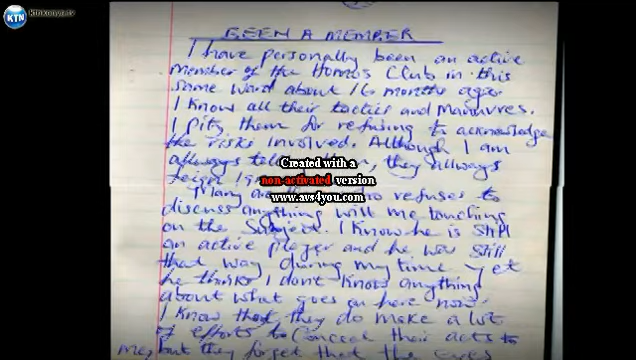 KTN
ktnkenya.tv
BEEN A MEMBER
I have personally been an active
member of the Homos Club in this
same ward about 16 months ago.
I know all their tactics and
I pity them for refusing to acknowledge
the risks involved. Although I am
allways they allways
Created with a
non-activated version
www.avs4you.com
who refuses to
discuss anything with me touching
on the subject. I know he is still
an active player and he was still
that way during my time yet
he thinks I don't know anything
about what goes on here now.
I know that they do make a lot
of efforts to conceal their acts to
me, but they forget that the